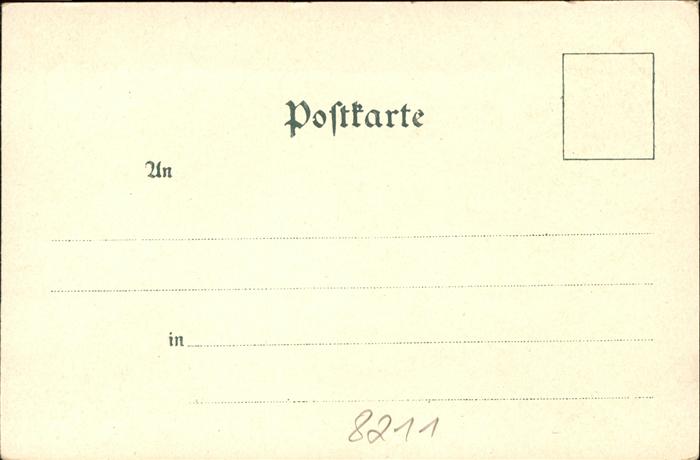 Postkarte
An
in
8211